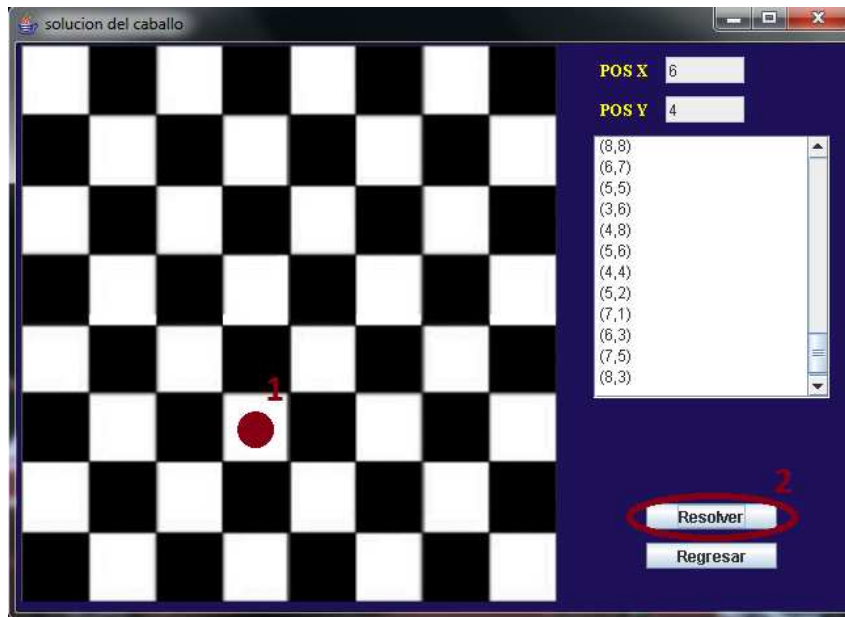 solucion del caballo
POS X 6
POS Y 4
(8,8)
(6,7)
(5,5)
(3,6)
(4,8)
(5,6)
(4,4)
(5,2)
(7,1)
(6,3)
(7,5)
(8,3)
1
2
Resolver
Regresar